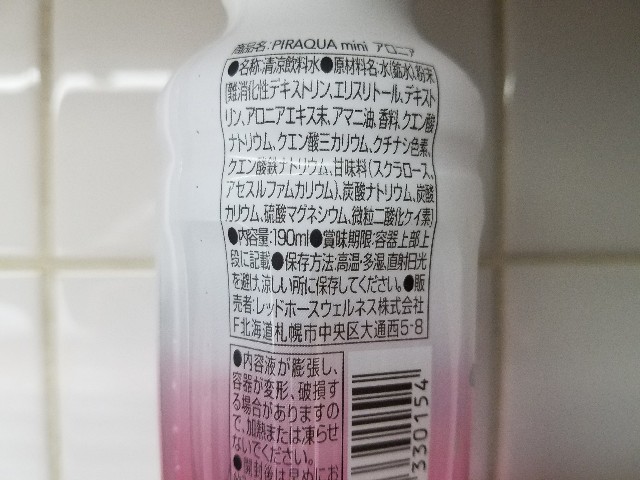 商品名:PIRAQUA mini アロニア
●名称:清涼飲料水●原材料名:水(鉱水)、粉末
(難消化性デキストリン、エリスリトール、デキスト
リン、アロニアエキス末、アマニ油、香料、クエン酸
ナトリウム、クエン酸三カリウム、クチナシ色素、
クエン酸鉄ナトリウム、甘味料(スクラロース、
アセスルファムカリウム)、炭酸ナトリウム、炭酸
カリウム、硫酸マグネシウム、微粒二酸化ケイ素)
●内容量:190ml●賞味期限:容器上部上
段に記載●保存方法:高温・多湿、直射日光
を避け、涼しい所に保存してください。●販
売者:レッドホースウェルネス株式会社
F北海道札幌市中央区大通西5-8
●内容液が膨張し、
容器が変形、破損す
る場合がありますの
で、加熱または凍らせ
ないでください。
●開封後は早めにお
330154